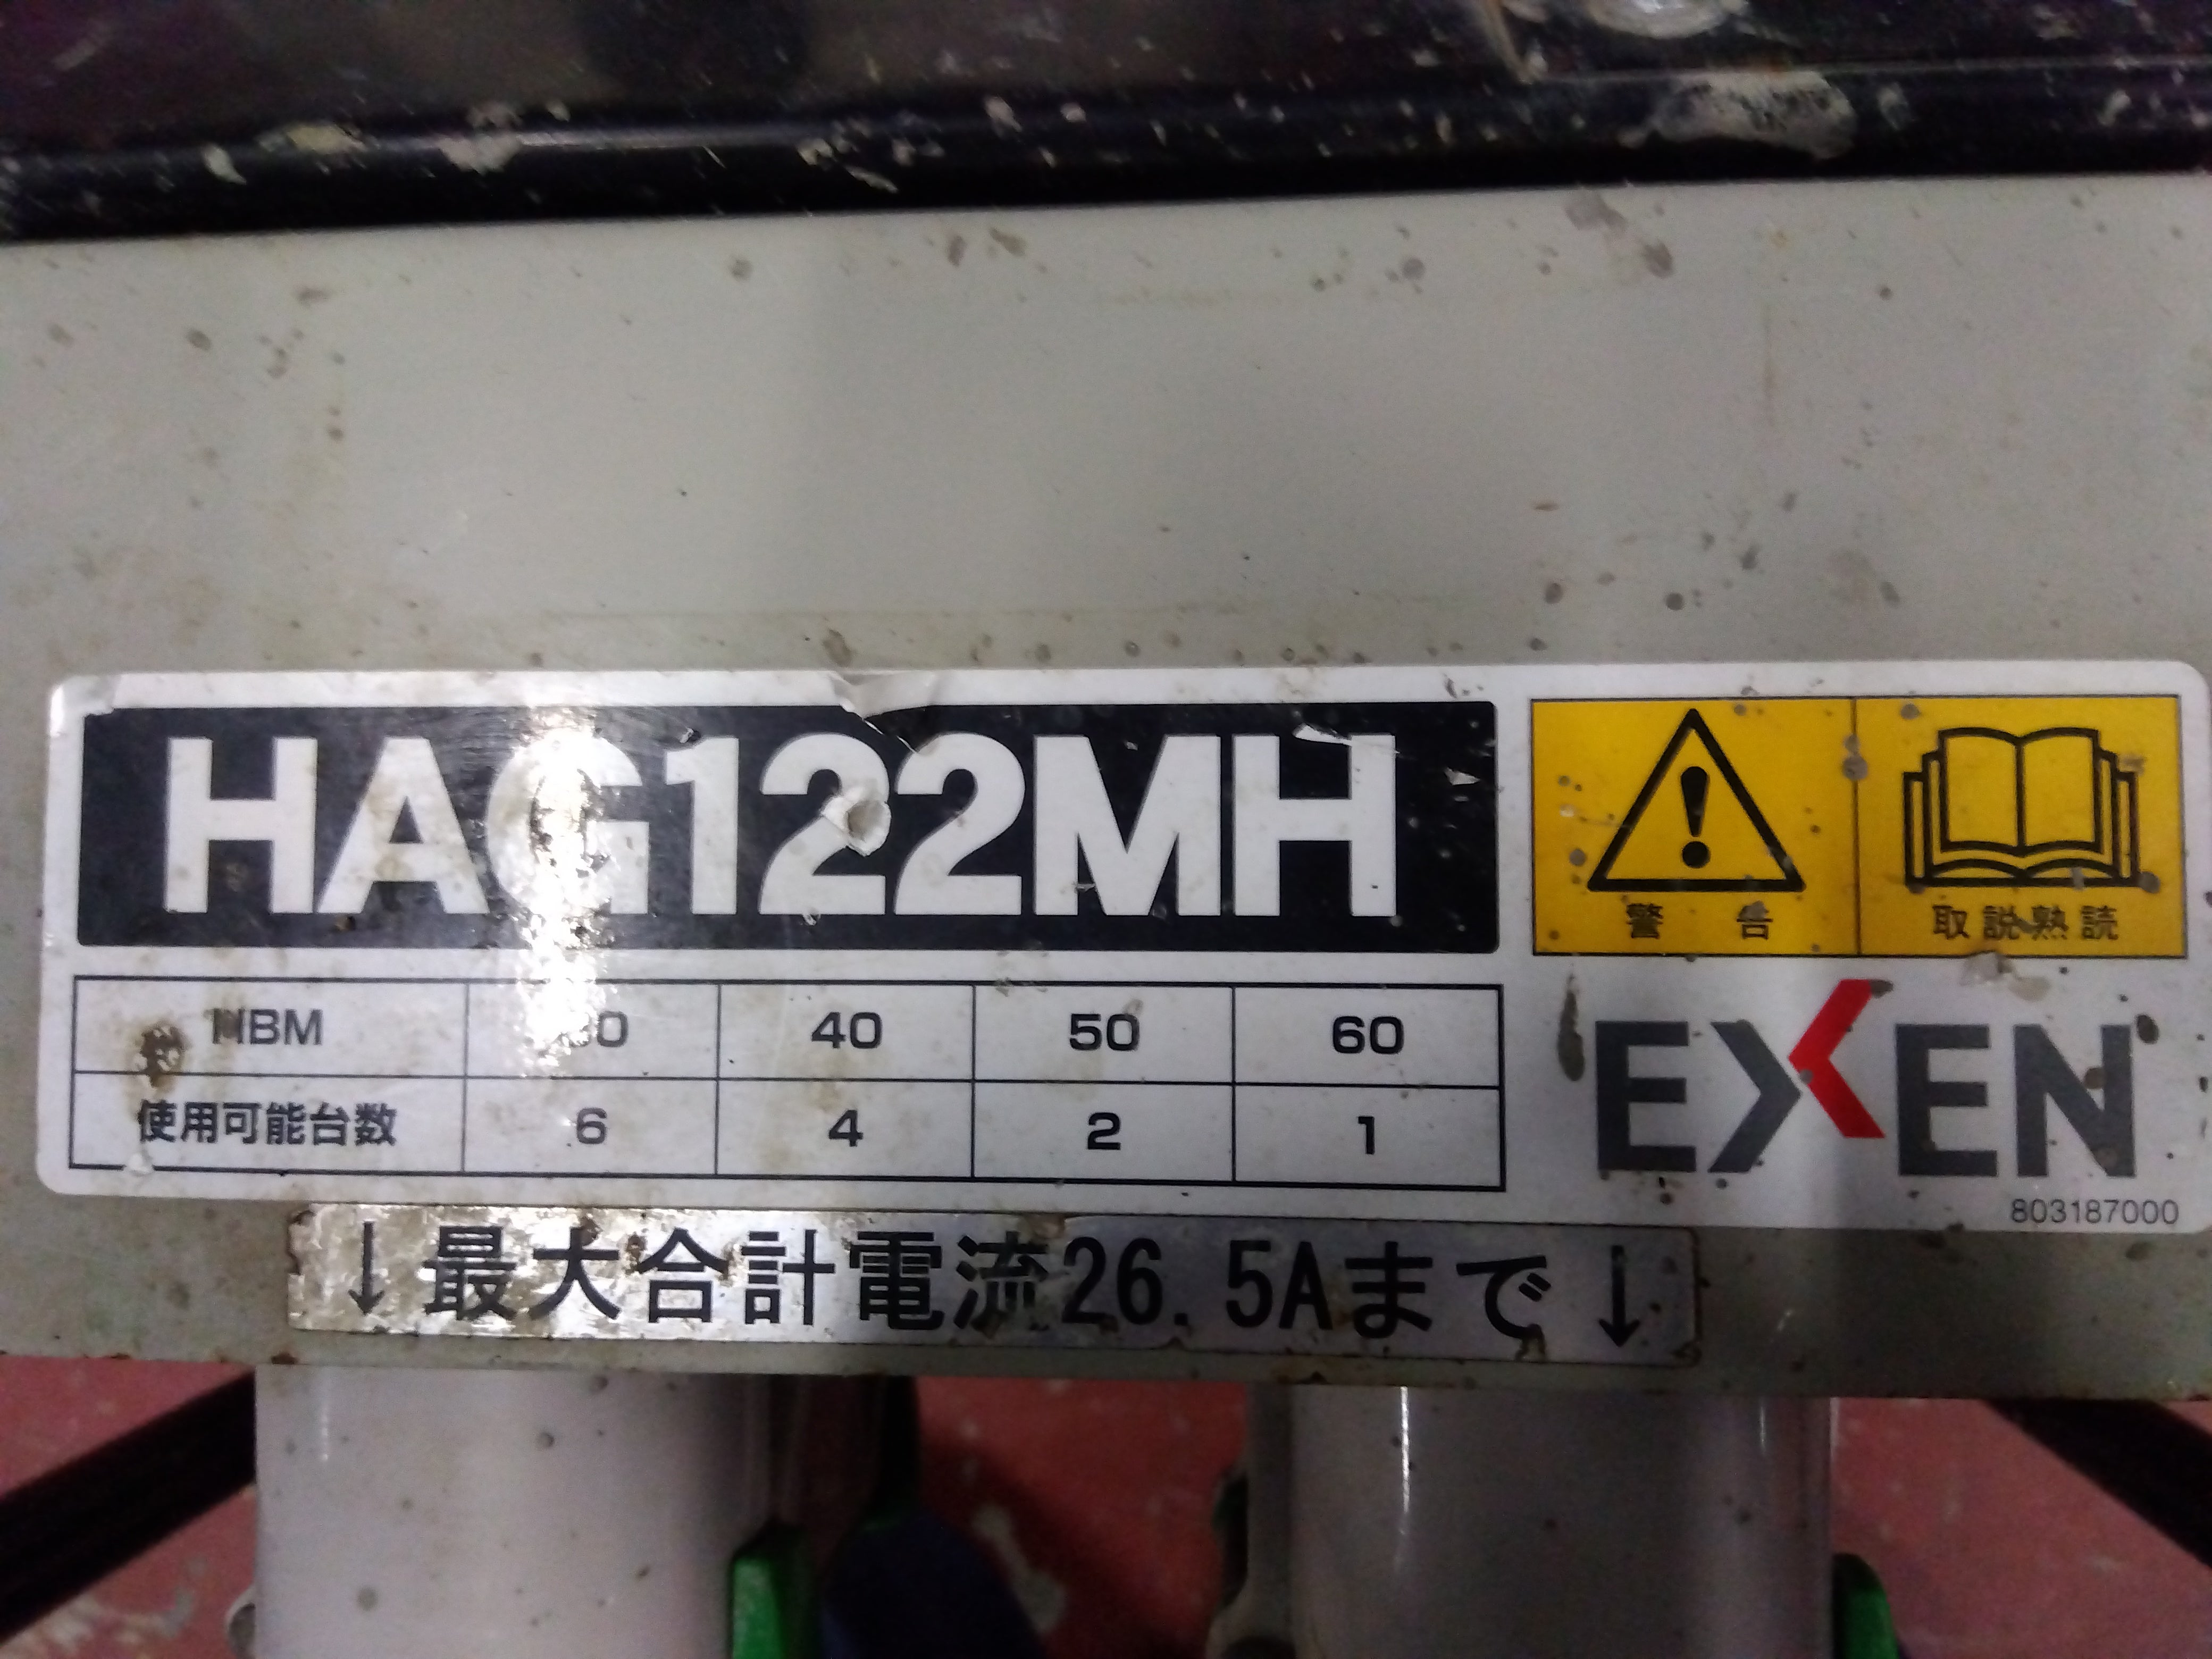 HAG122MH
警告 取説熟読
HBM 40 50 60
使用可能台数 6 4 2 1
EXEN
803187000
↓最大合計電流26.5Aまで↓